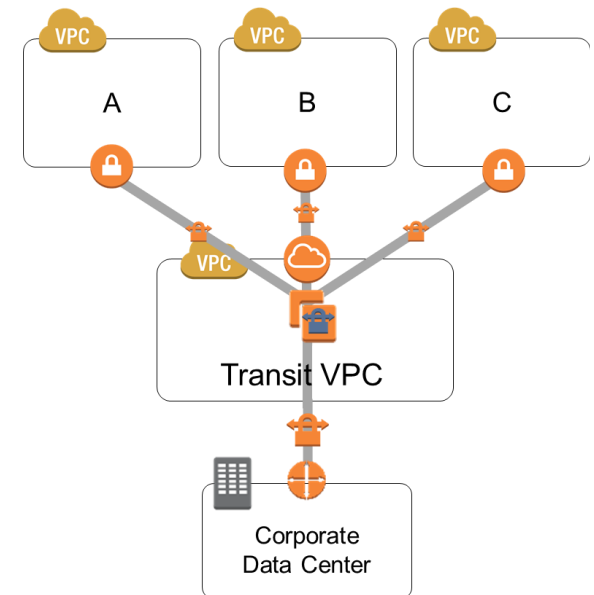 VPC
VPC
VPC
A
B
C
VPC
Transit VPC
Corporate
Data Center